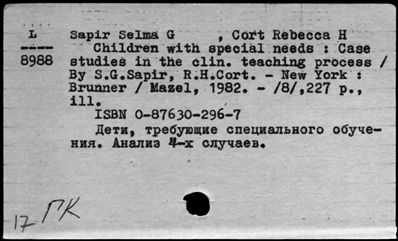 L Sapir Selma G , Cort Rebecca H
---- Children with special needs : Case
8988 studies in the clin. teaching process /
By S.G.Sapir, R.H.Cort. - New York :
Brunner / Mazel, 1982. - /8/,227 p.,
ill.
ISBN 0-87630-296-7
Дети, требующие специального обуче-
ния. Анализ 4-х случаев.
17 ГК